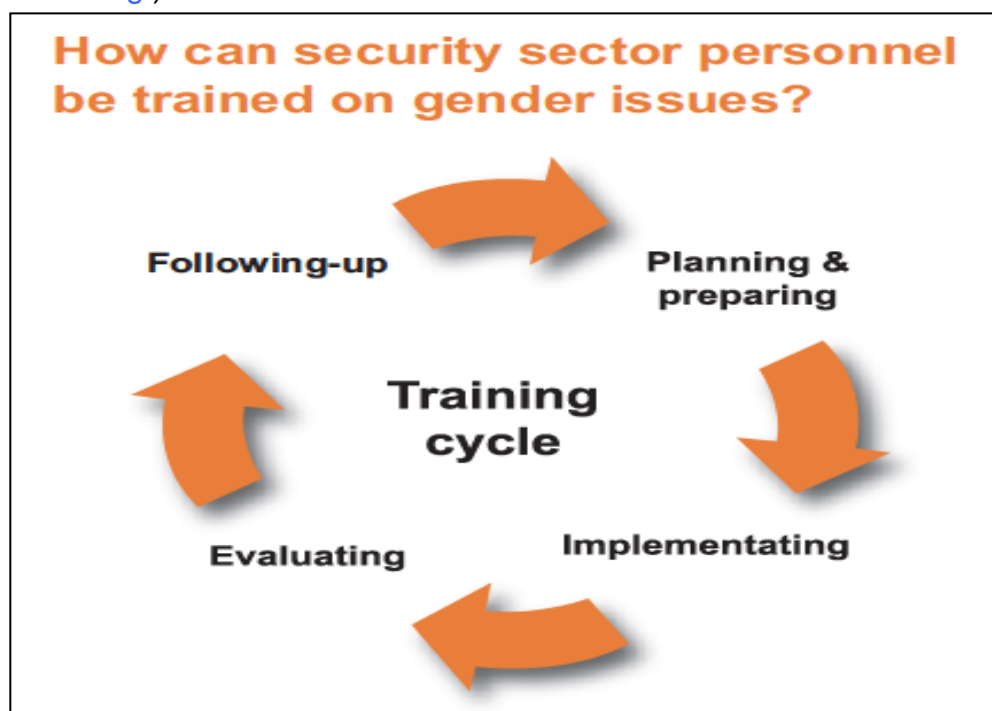 How can security sector personnel
be trained on gender issues?
Following-up
Planning &
preparing
Training
cycle
Evaluating
Implementating